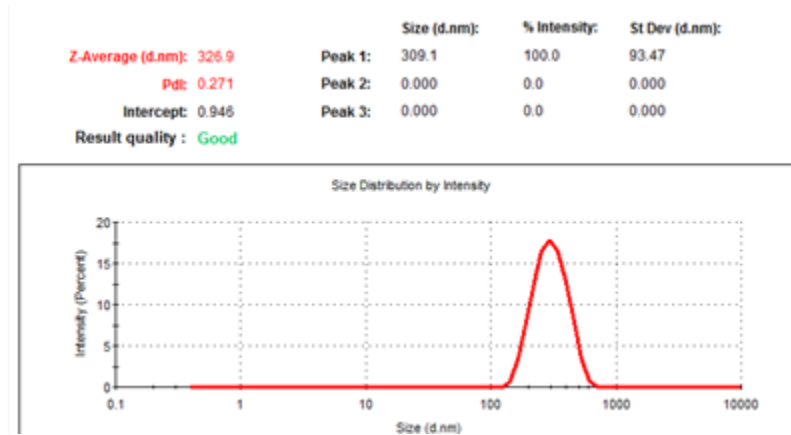 Size (d.nm): % Intensity: St Dev (d.nm):
Z-Average (d.nm): 326.9 Peak 1: 309.1 100.0 93.47
PdI: 0.271 Peak 2: 0.000 0.0 0.000
Intercept: 0.946 Peak 3: 0.000 0.0 0.000
Result quality : Good
Size Distribution by Intensity
20
15
10
5
0
Intensity (Percent)
0.1 1 10 100 1000 10000
Size (d.nm)